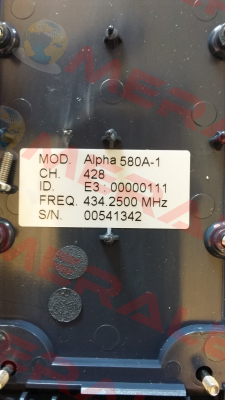 MOD. Alpha 580A-1
CH. 428
ID. E3 : 00000111
FREQ. 434.2500 MHz
S/N. 00541342